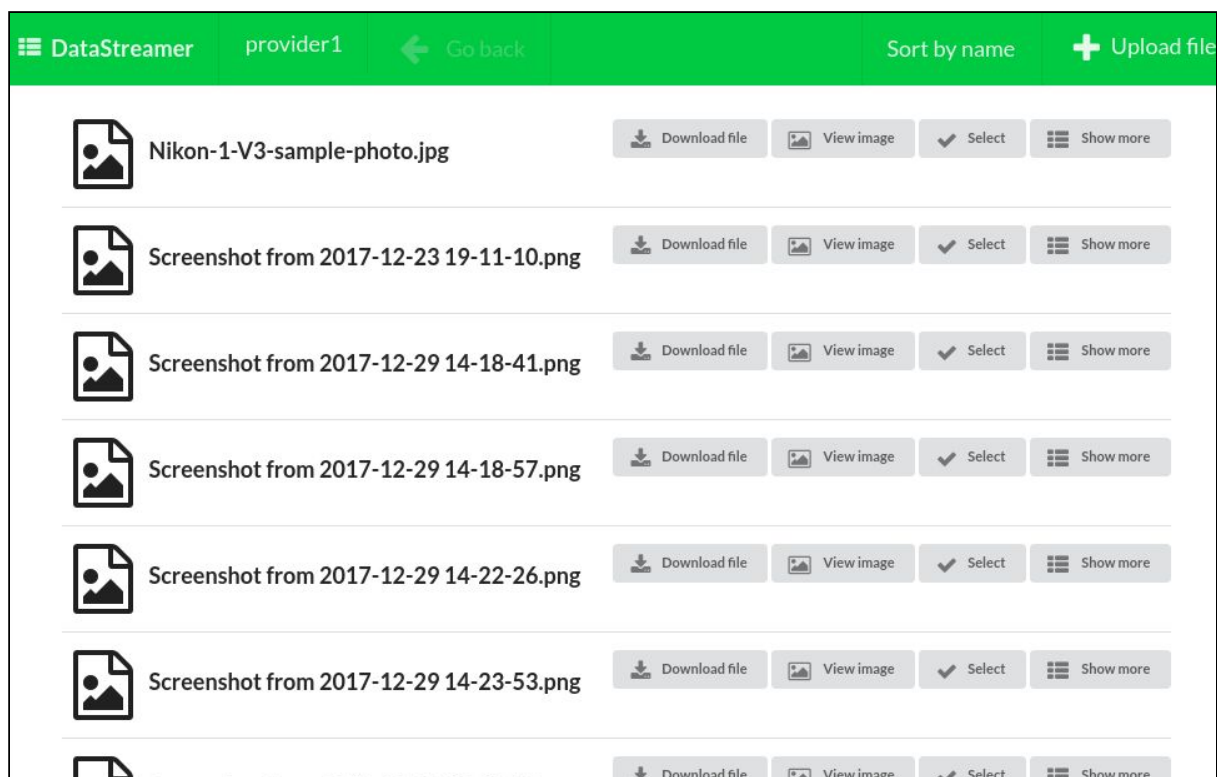 DataStreamer provider1 Go back Sort by name Upload file
Nikon-1-V3-sample-photo.jpg Download file View image Select Show more
Screenshot from 2017-12-23 19-11-10.png Download file View image Select Show more
Screenshot from 2017-12-29 14-18-41.png Download file View image Select Show more
Screenshot from 2017-12-29 14-18-57.png Download file View image Select Show more
Screenshot from 2017-12-29 14-22-26.png Download file View image Select Show more
Screenshot from 2017-12-29 14-23-53.png Download file View image Select Show more
Download file View image Select Show more